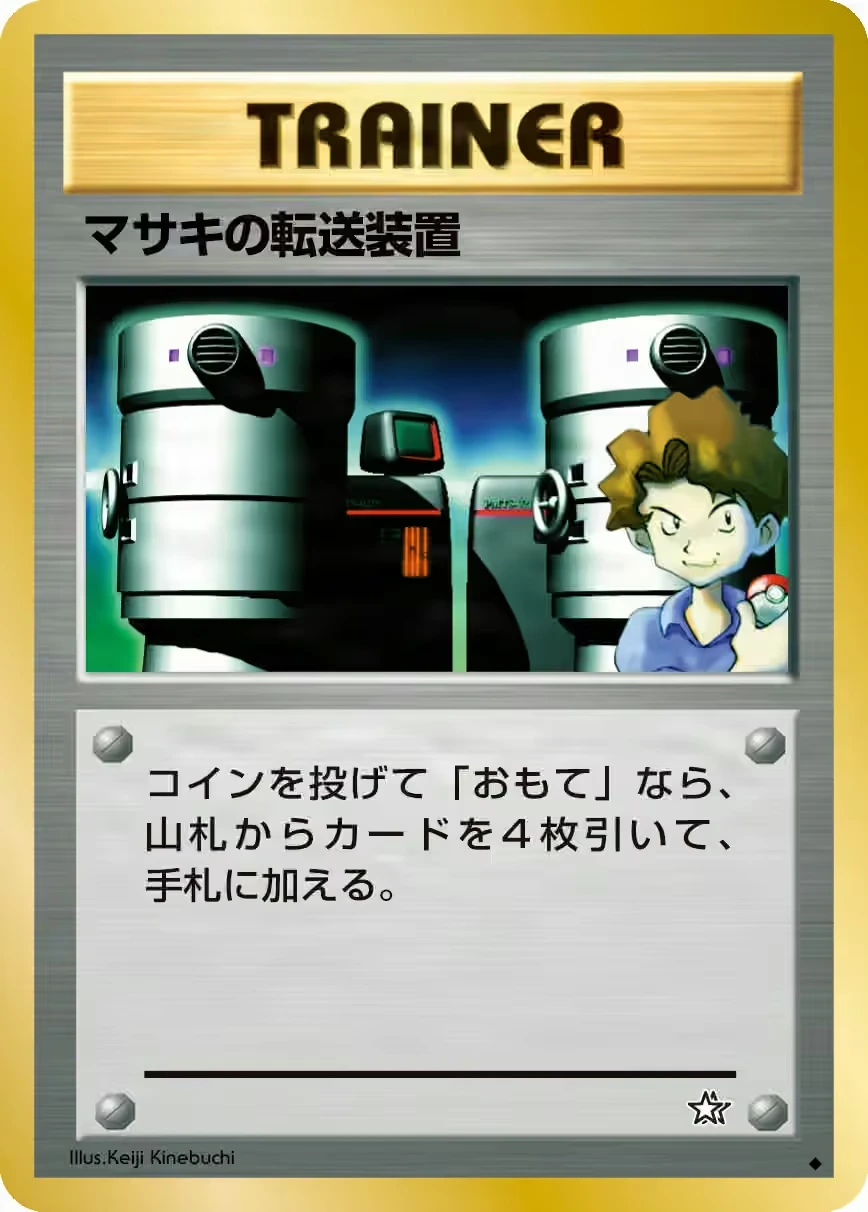 TRAINER
マサキの転送装置
コインを投げて「おもて」なら、
山札からカードを4枚引いて、
手札に加える。
Illus.Keiji Kinebuchi